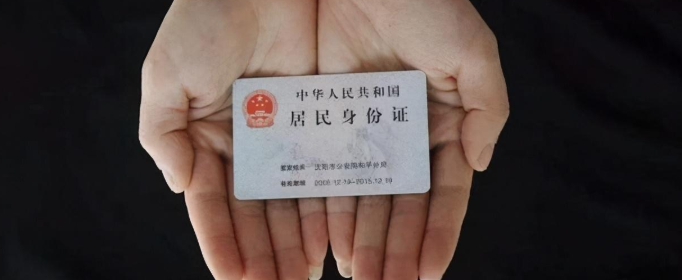 中华人民共和国
居民身份证
签发机关 沈阳市公安局和平分局
有效期限 2005.12.19-2015.12.19